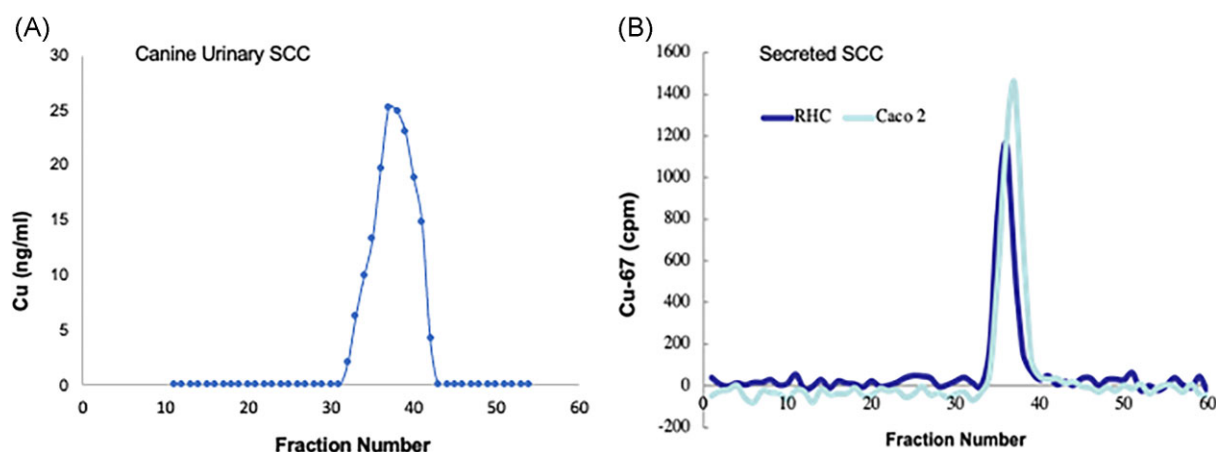 (A)
Canine Urinary SCC
30
25
20
15
10
5
0
0 10 20 30 40 50 60
Cu (ng/ml)
Fraction Number
(B)
Secreted SCC
RHC Caco 2
1600
1400
1200
1000
800
600
400
200
0
-200
0 10 20 30 40 50 60
Cu-67 (cpm)
Fraction Number